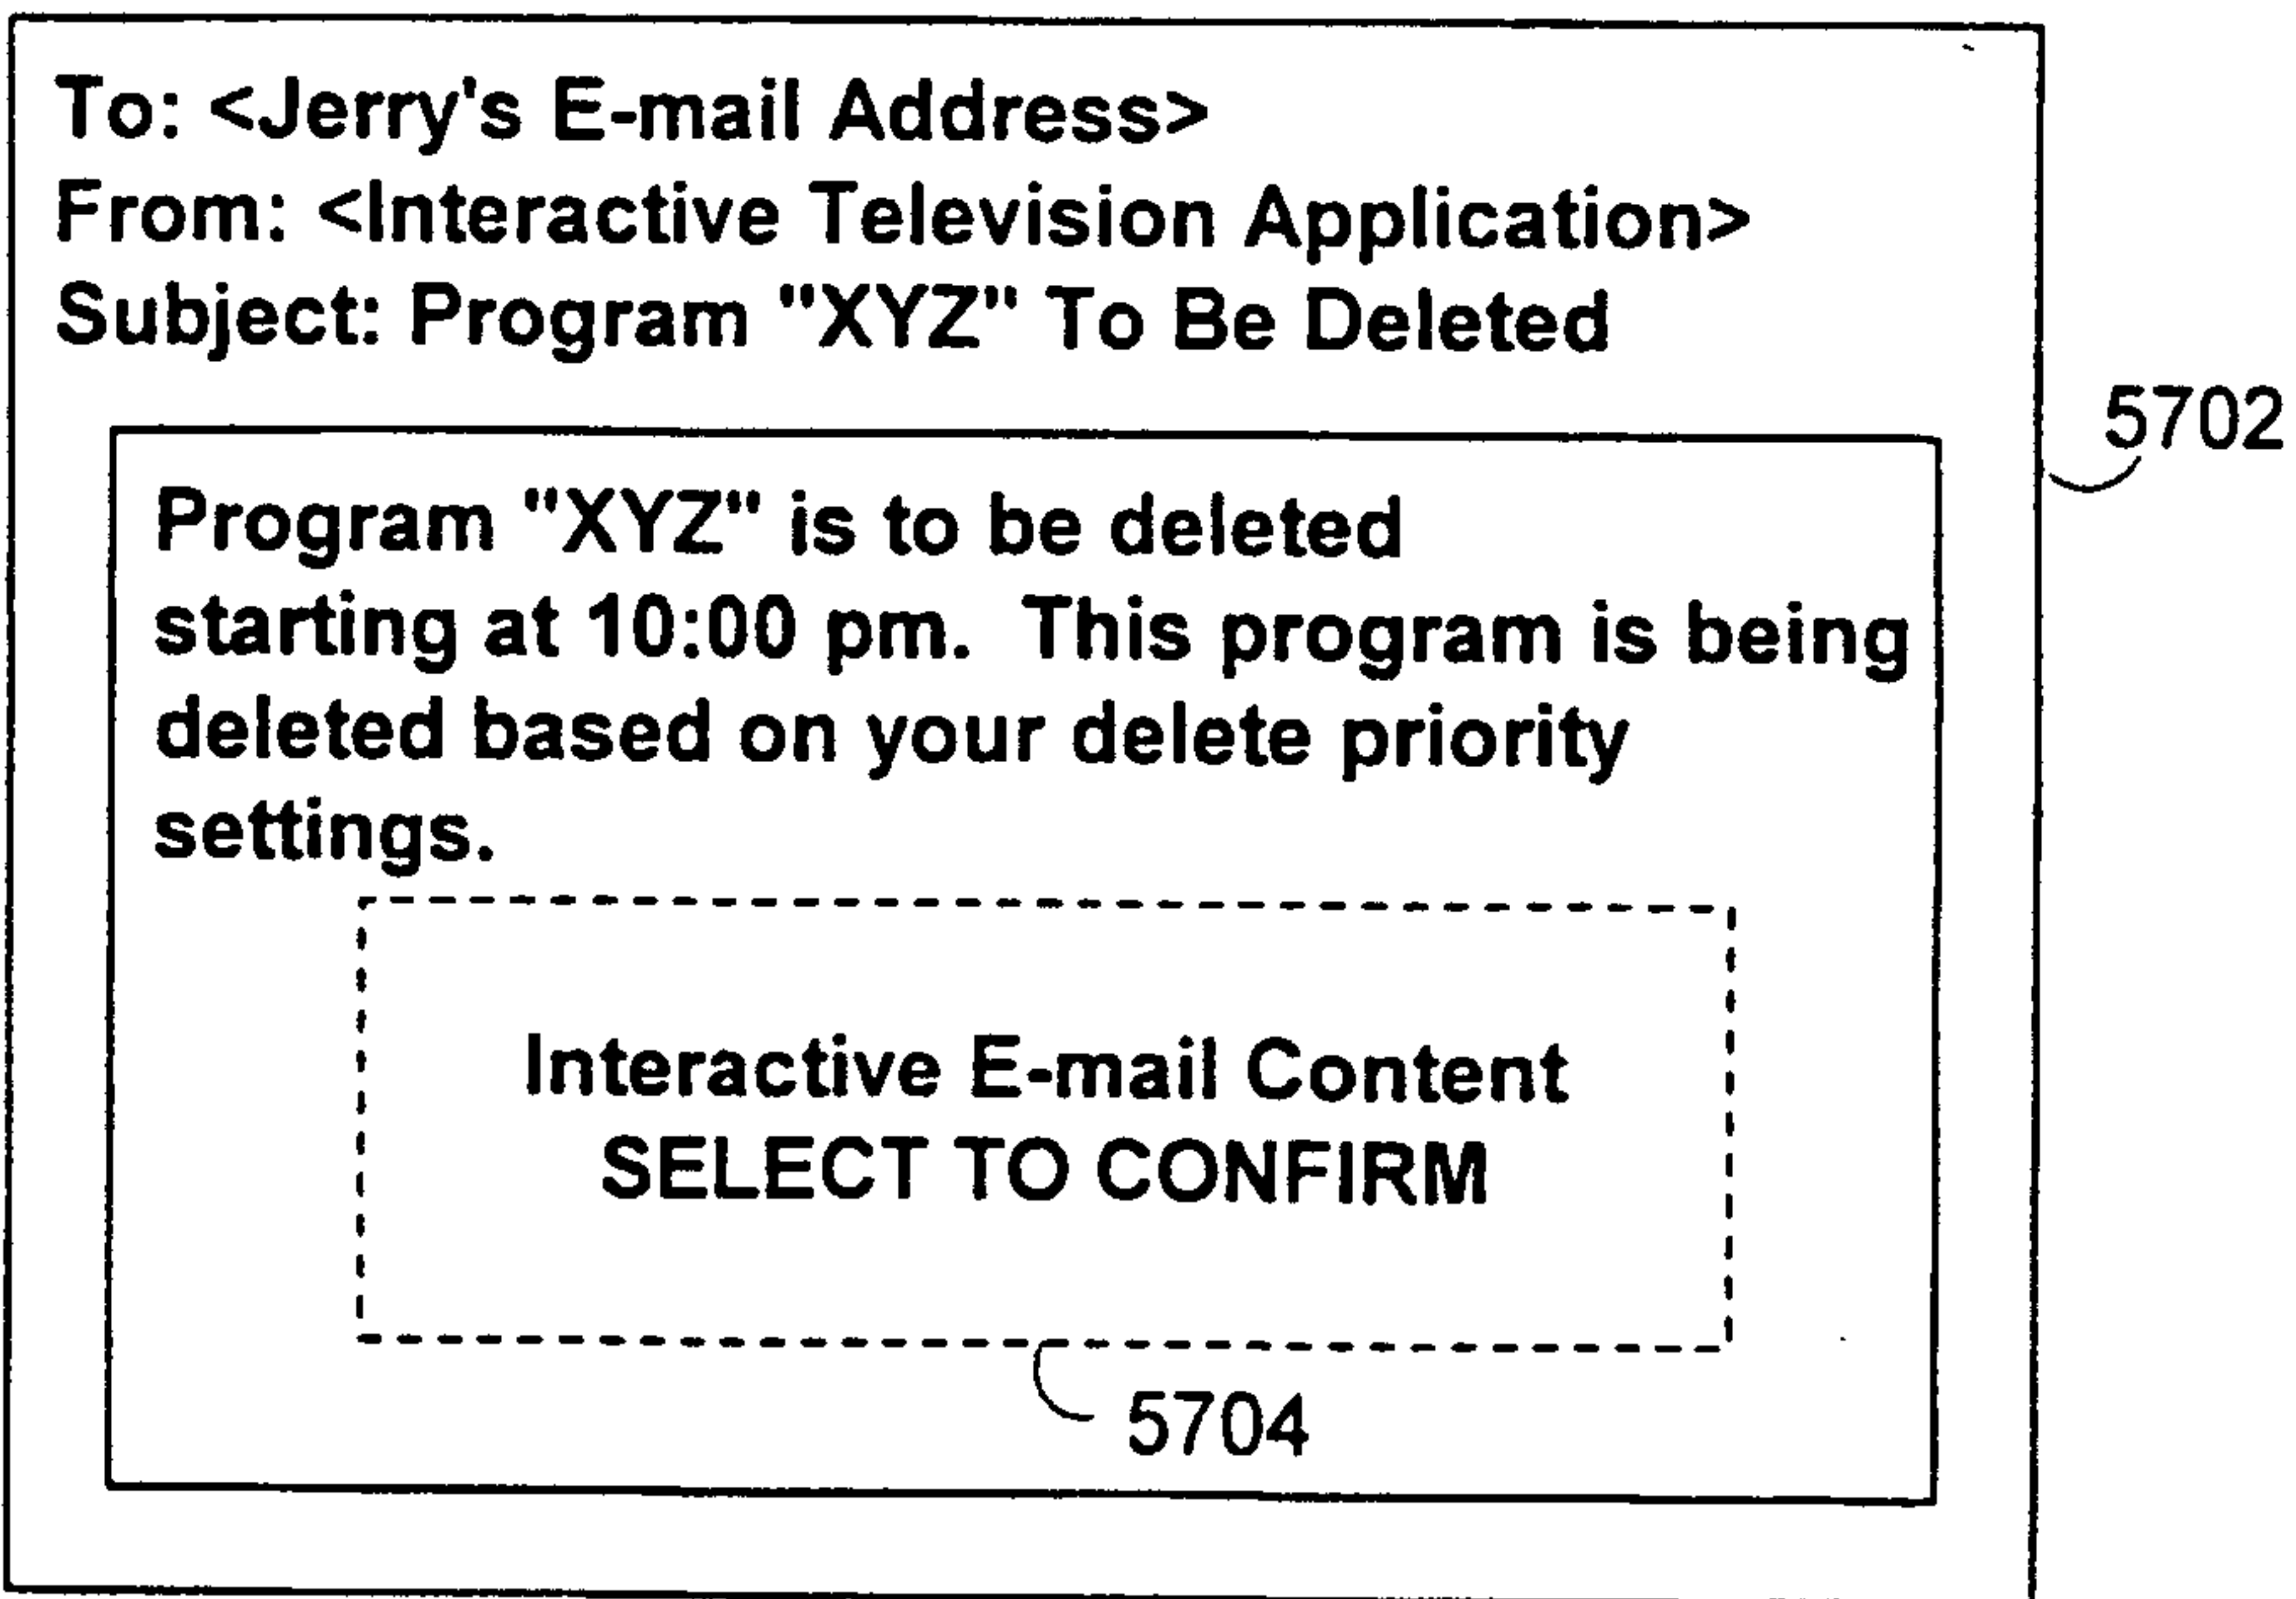 To: <Jerry's E-mail Address>
From: <Interactive Television Application>
Subject: Program "XYZ" To Be Deleted
5702
Program "XYZ" is to be deleted
starting at 10:00 pm.  This program is being
deleted based on your delete priority
settings.
Interactive E-mail Content
SELECT TO CONFIRM
5704